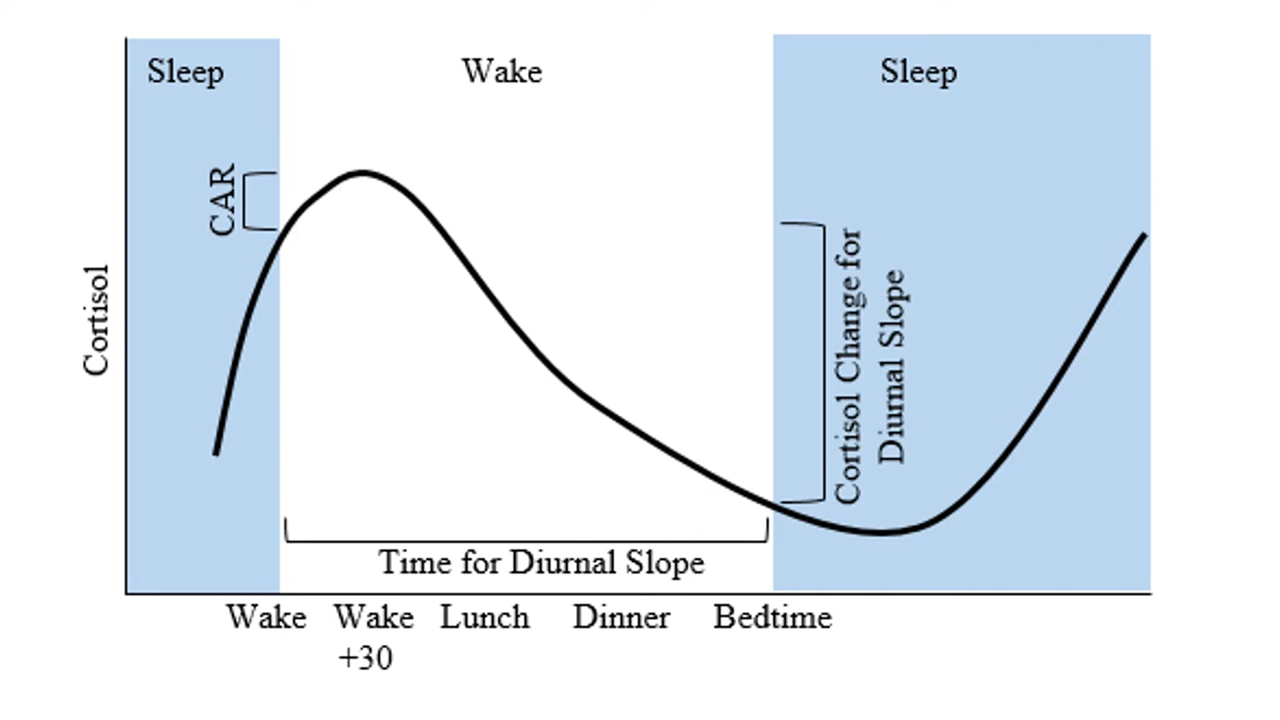 Sleep
Wake
Sleep
CAR
Cortisol
Cortisol Change for
Diurnal Slope
Time for Diurnal Slope
Wake
Wake
+30
Lunch
Dinner
Bedtime